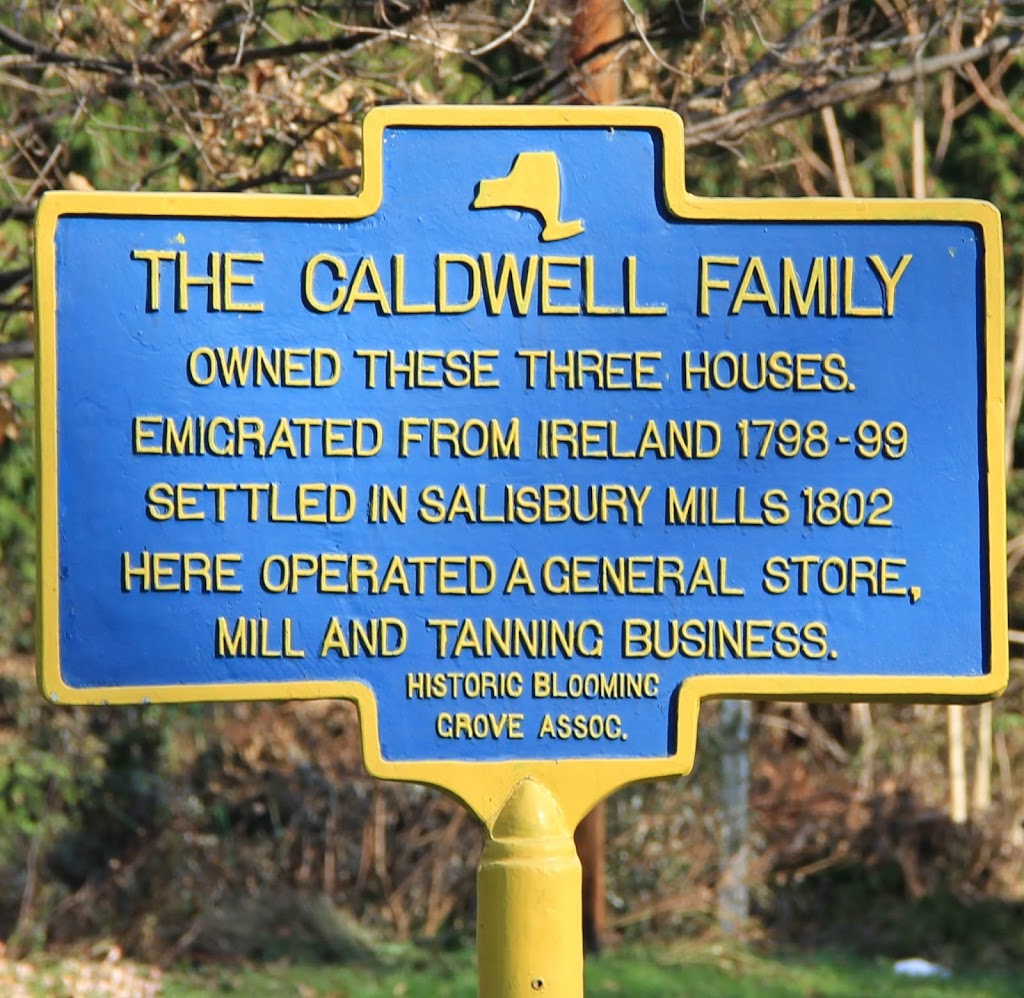 THE CALDWELL FAMILY
OWNED THESE THREE HOUSES.
EMIGRATED FROM IRELAND 1798-99
SETTLED IN SALISBURY MILLS 1802
HERE OPERATED A GENERAL STORE,
MILL AND TANNING BUSINESS.
HISTORIC BLOOMING
GROVE ASSOC.